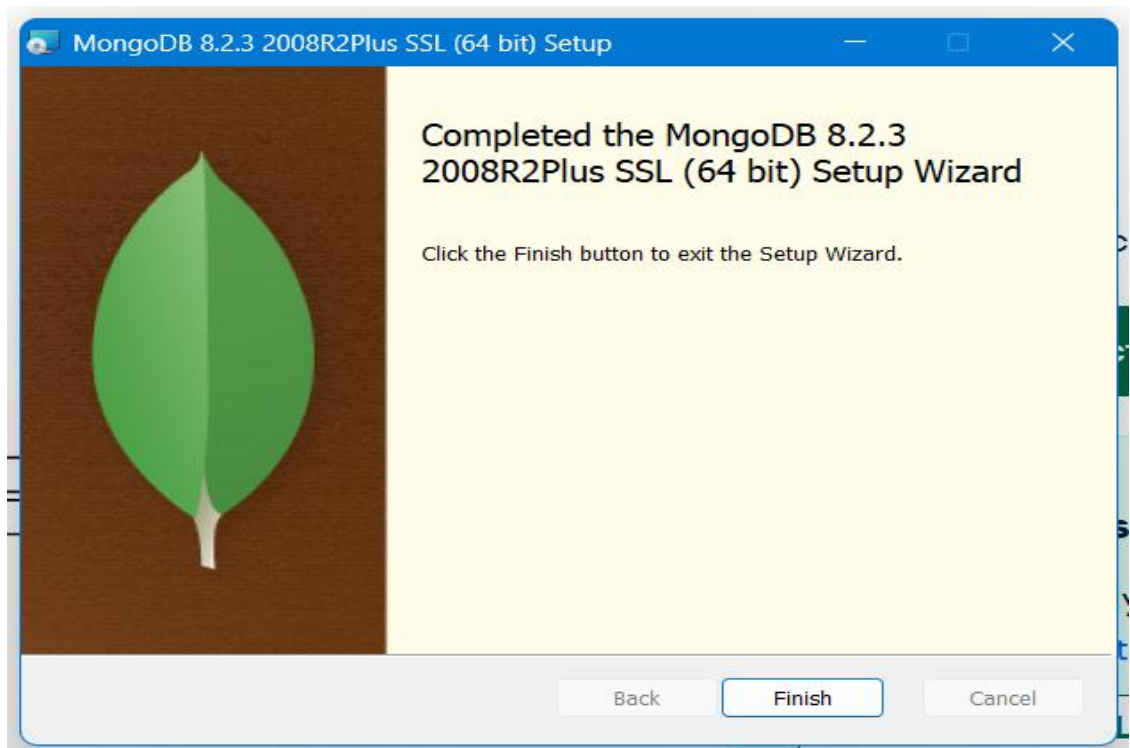 MongoDB 8.2.3 2008R2Plus SSL (64 bit) Setup
Completed the MongoDB 8.2.3
2008R2Plus SSL (64 bit) Setup Wizard
Click the Finish button to exit the Setup Wizard.
Back
Finish
Cancel